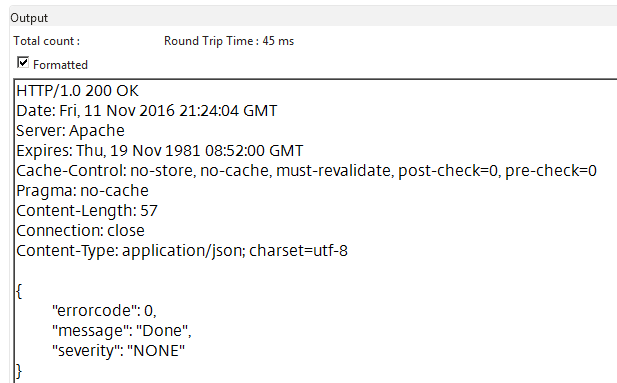 Output
Total count : Round Trip Time : 45 ms
Formatted
HTTP/1.0 200 OK
Date: Fri, 11 Nov 2016 21:24:04 GMT
Server: Apache
Expires: Thu, 19 Nov 1981 08:52:00 GMT
Cache-Control: no-store, no-cache, must-revalidate, post-check=0, pre-check=0
Pragma: no-cache
Content-Length: 57
Connection: close
Content-Type: application/json; charset=utf-8

{
"errorcode": 0,
"message": "Done",
"severity": "NONE"
}